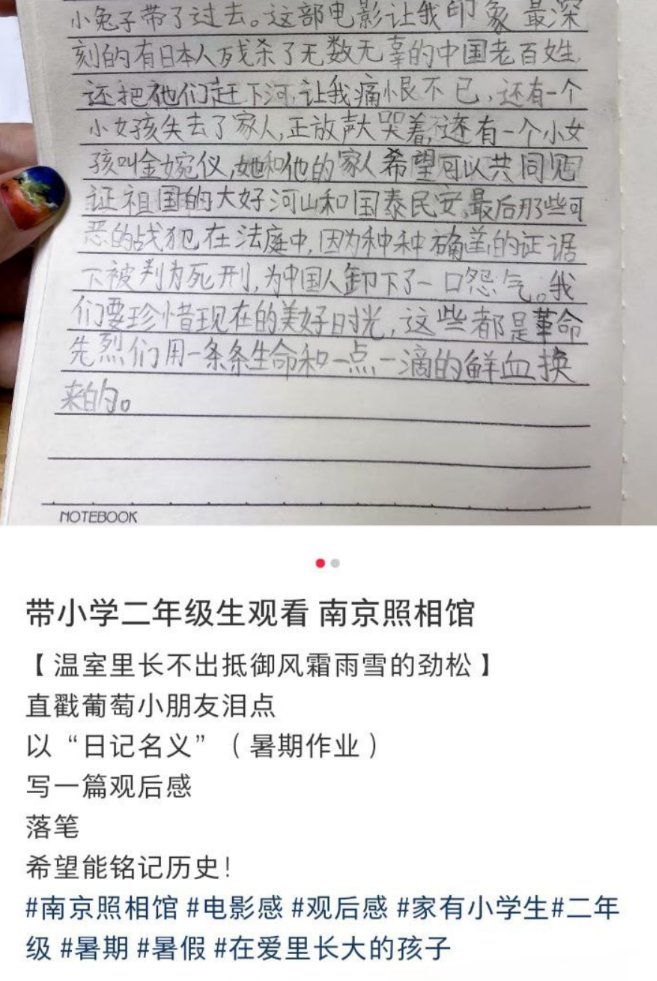 小兔子带了过去。这部电影让我印象最深
刻的有日本人残杀了无数无辜的中国老百姓,
还把他们赶下河,让我痛恨不已,还有一个
小女孩失去了家人,正放声大哭着,还有一个小女
孩叫金婉仪,她和他的家人希望可以共同见
证祖国的大好河山和国泰民安,最后那些可
恶的战犯,在法庭中,因为种种确凿的证据
下被判为死刑,为中国人卸下了一口怨气。我
们要珍惜现在的美好时光,这些都是革命
先烈们用一条条生命和一点一滴的鲜血换
来的。
NOTEBOOK
带小学二年级生观看 南京照相馆
【温室里长不出抵御风霜雨雪的劲松】
直戳葡萄小朋友泪点
以“日记名义”（暑期作业）
写一篇观后感
落笔
希望能铭记历史！
#南京照相馆 #电影感 #观后感 #家有小学生#二年
级 #暑期 #暑假 #在爱里长大的孩子